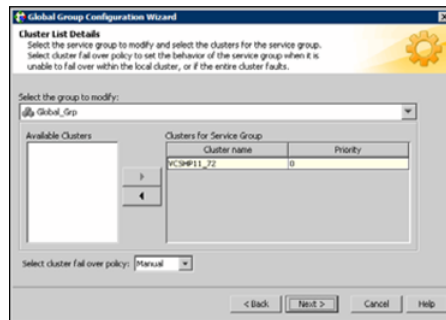 Global Group Configuration Wizard
Cluster List Details
Select the service group to modify and select the clusters for the service group.
Select cluster fail over policy to set the behavior of the service group when it is
unable to fail over within the local cluster, or if the entire cluster faults.
Select the group to modify:
Global_Grp
Available Clusters
Clusters for Service Group
Cluster name Priority
VCSMP11_72 0
Select cluster fail over policy: Manual
< Back Next > Cancel Help